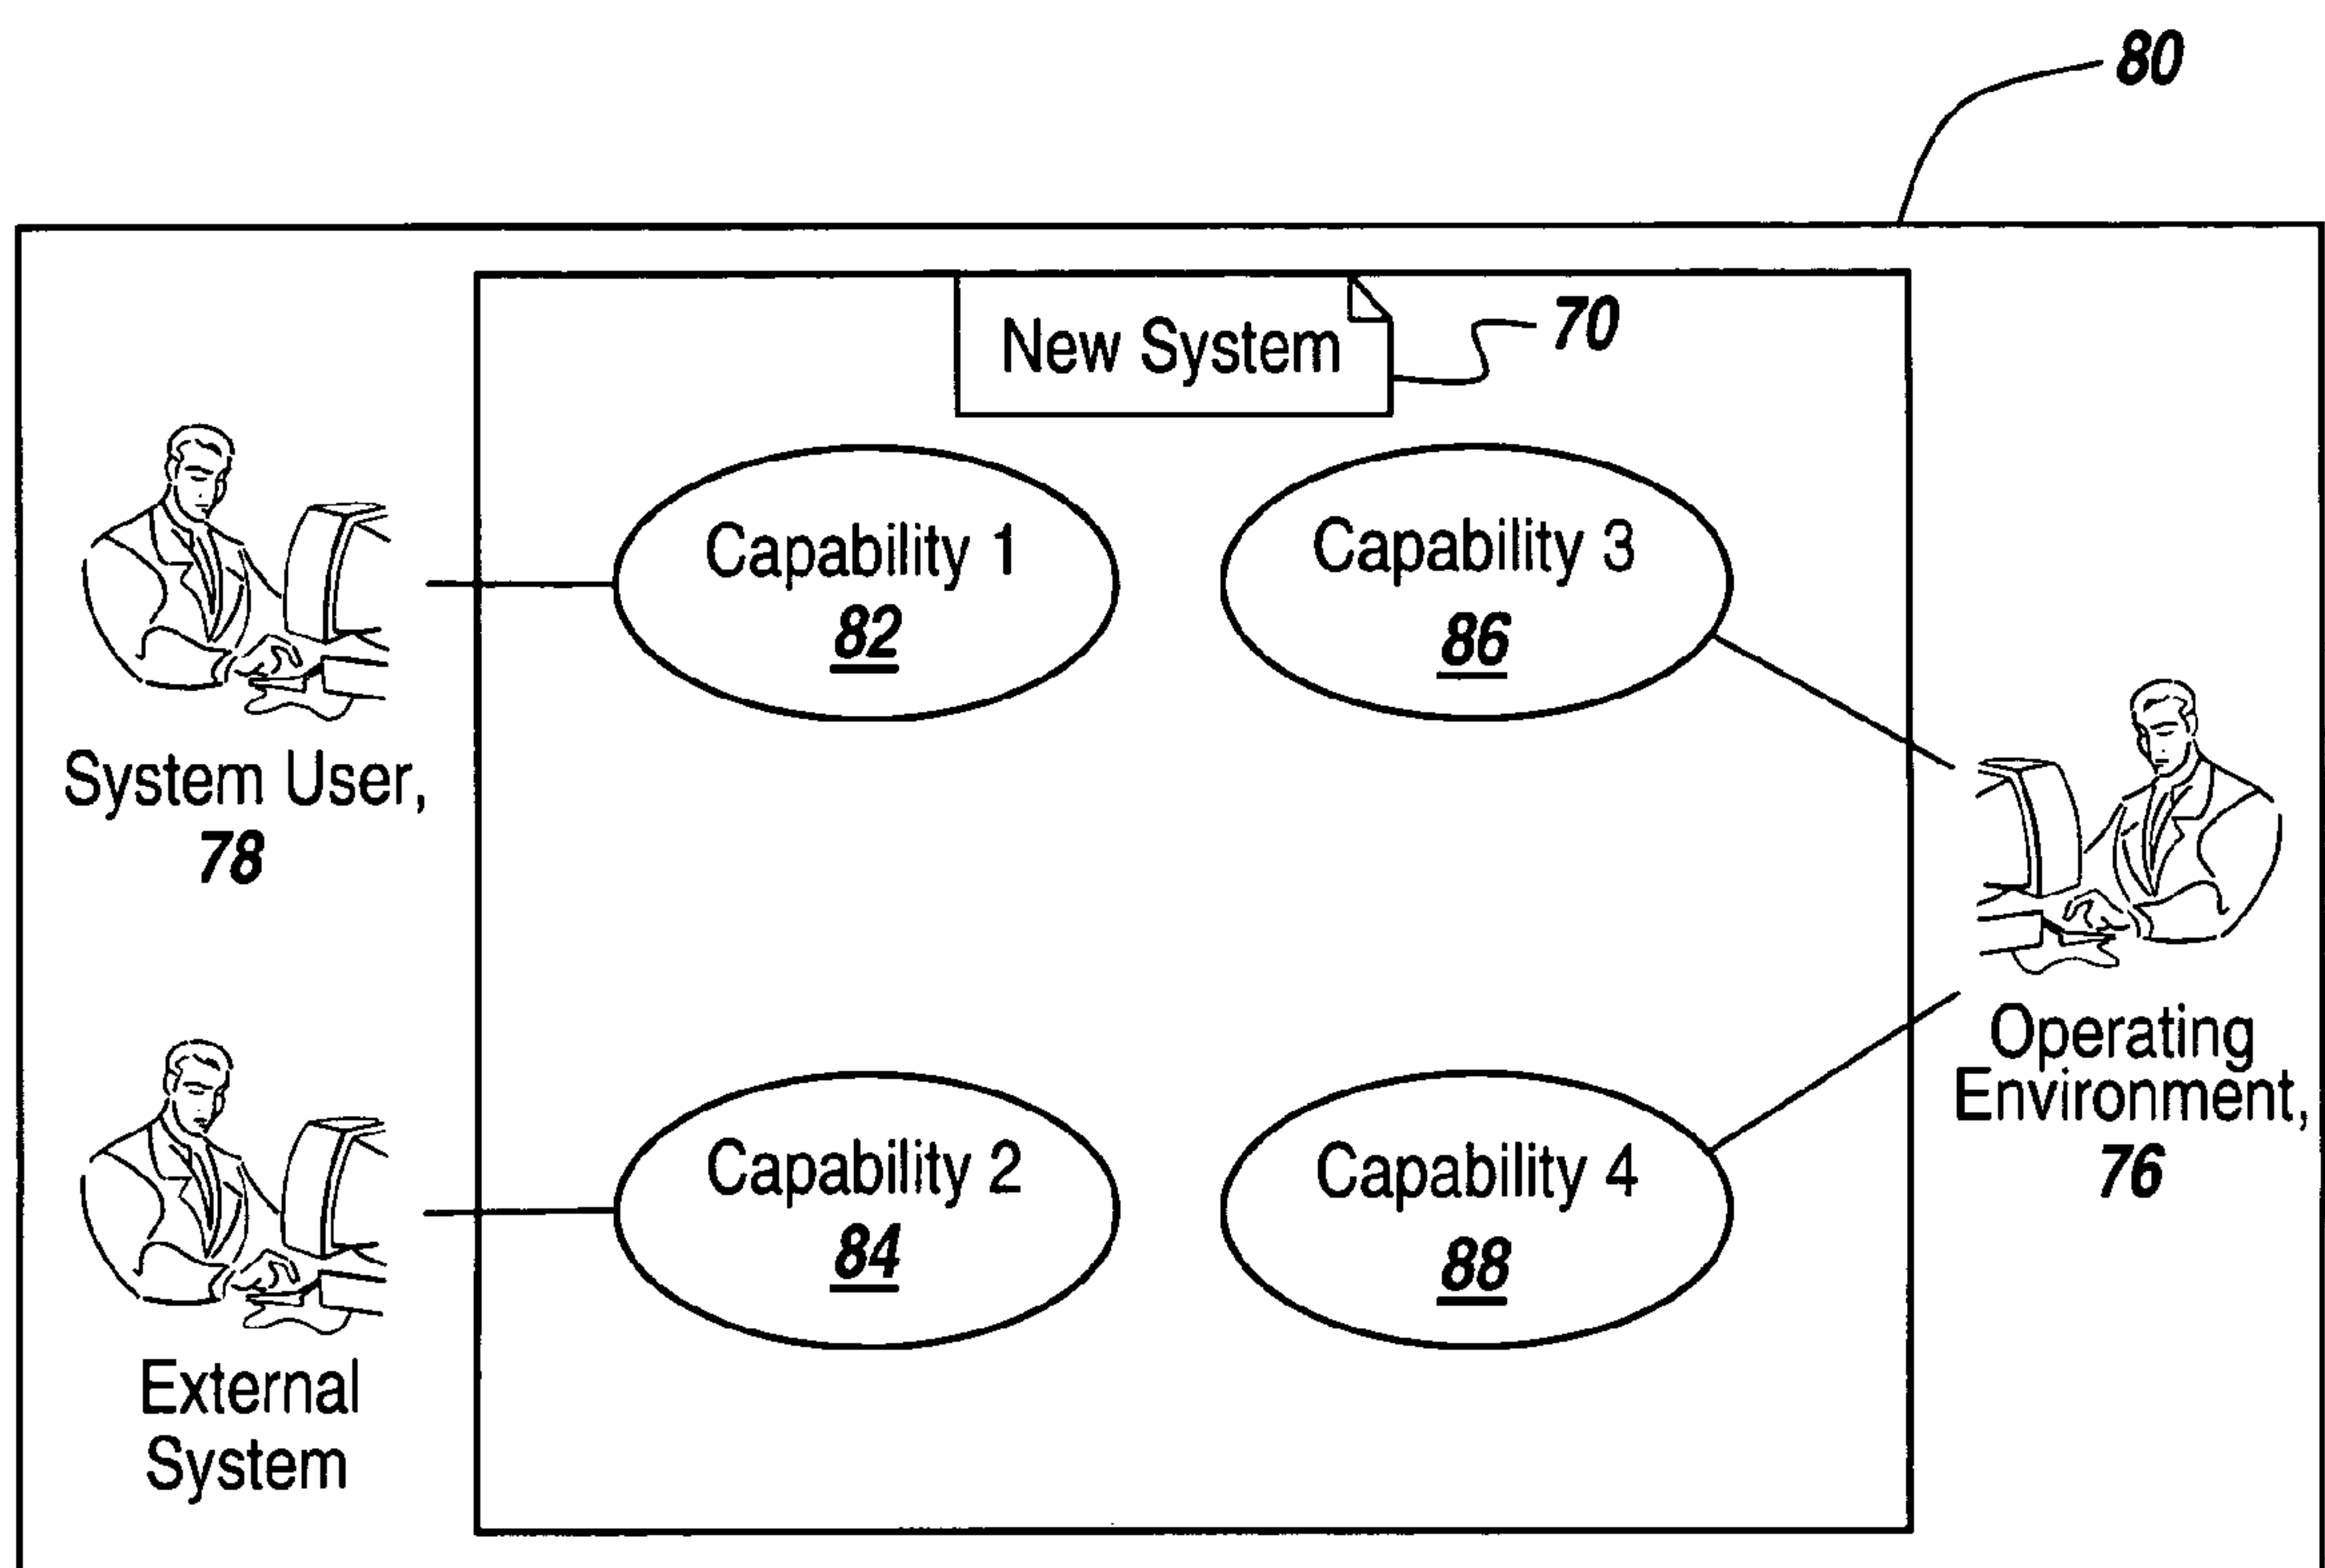 80
New System
70
Capability 1
82
Capability 3
86
System User,
78
Operating
Environment,
76
Capability 2
84
Capability 4
88
External
System